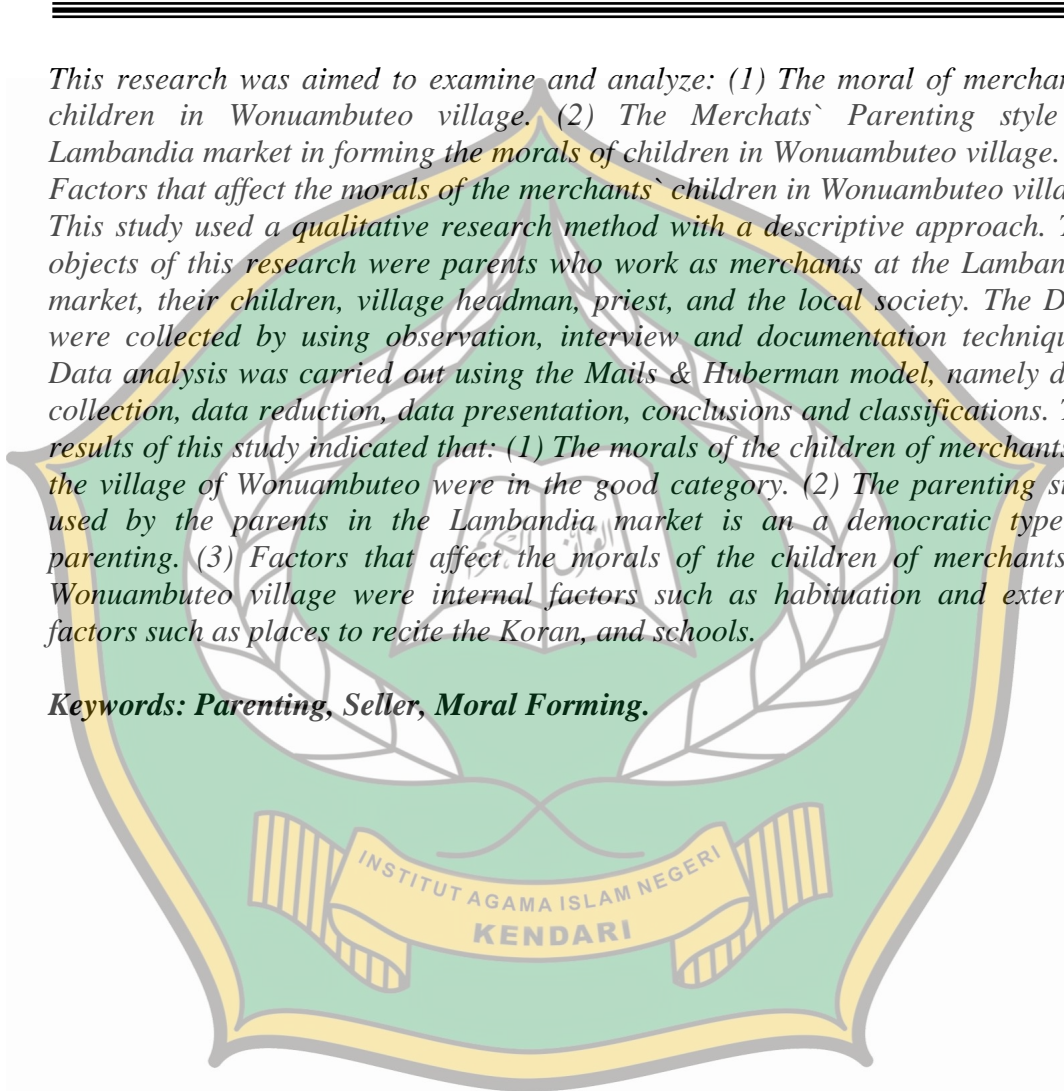 This research was aimed to examine and analyze: (1) The moral of merchan
children in Wonuambuteo village. (2) The Merchats` Parenting style
Lambandia market in forming the morals of children in Wonuambuteo village.
Factors that affect the morals of the merchants` children in Wonuambuteo villa
This study used a qualitative research method with a descriptive approach. T
objects of this research were parents who work as merchants at the Lamban
market, their children, village headman, priest, and the local society. The D
were collected by using observation, interview and documentation techniqu
Data analysis was carried out using the Mails & Huberman model, namely d
collection, data reduction, data presentation, conclusions and classifications. T
results of this study indicated that: (1) The morals of the children of merchants
the village of Wonuambuteo were in the good category. (2) The parenting st
used by the parents in the Lambandia market is an a democratic type
parenting. (3) Factors that affect the morals of the children of merchants
Wonuambuteo village were internal factors such as habituation and exter
factors such as places to recite the Koran, and schools.
Keywords: Parenting, Seller, Moral Forming.
INSTITUT AGAMA ISLAM NEGERI
KENDARI